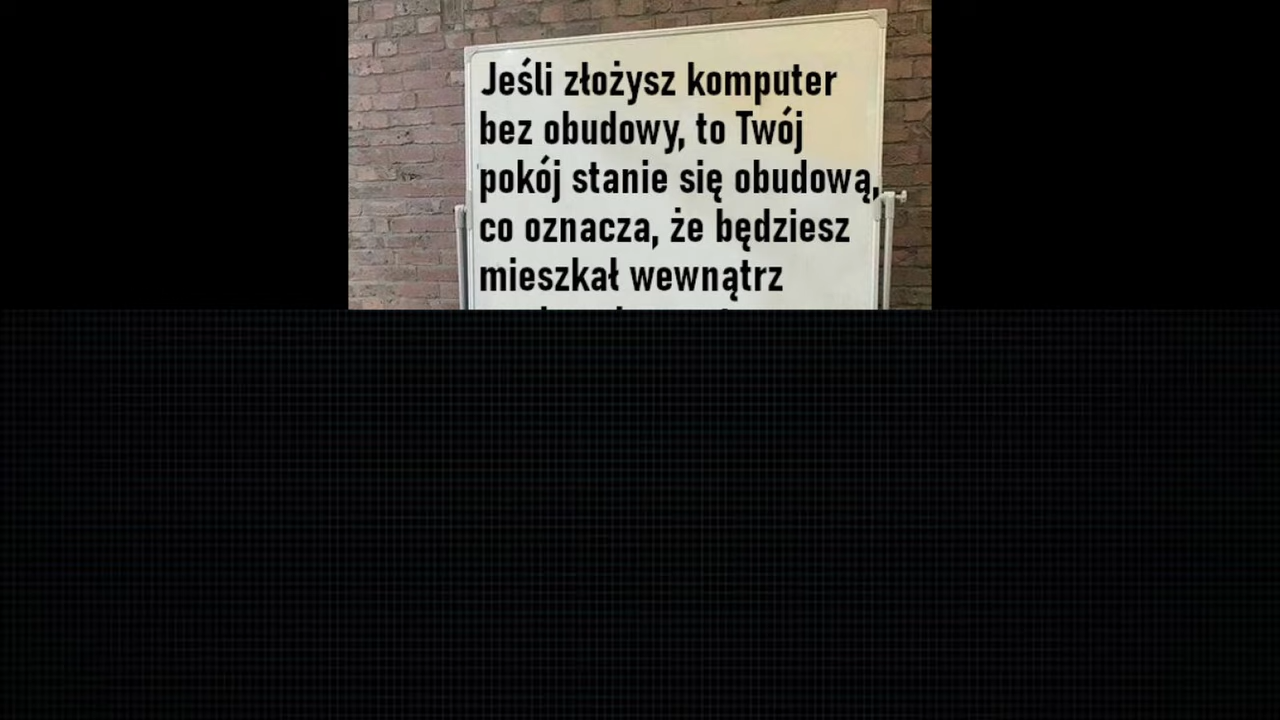 Jeśli złożysz komputer
bez obudowy, to Twój
pokój stanie się obudową,
co oznacza, że będziesz
mieszkał wewnątrz